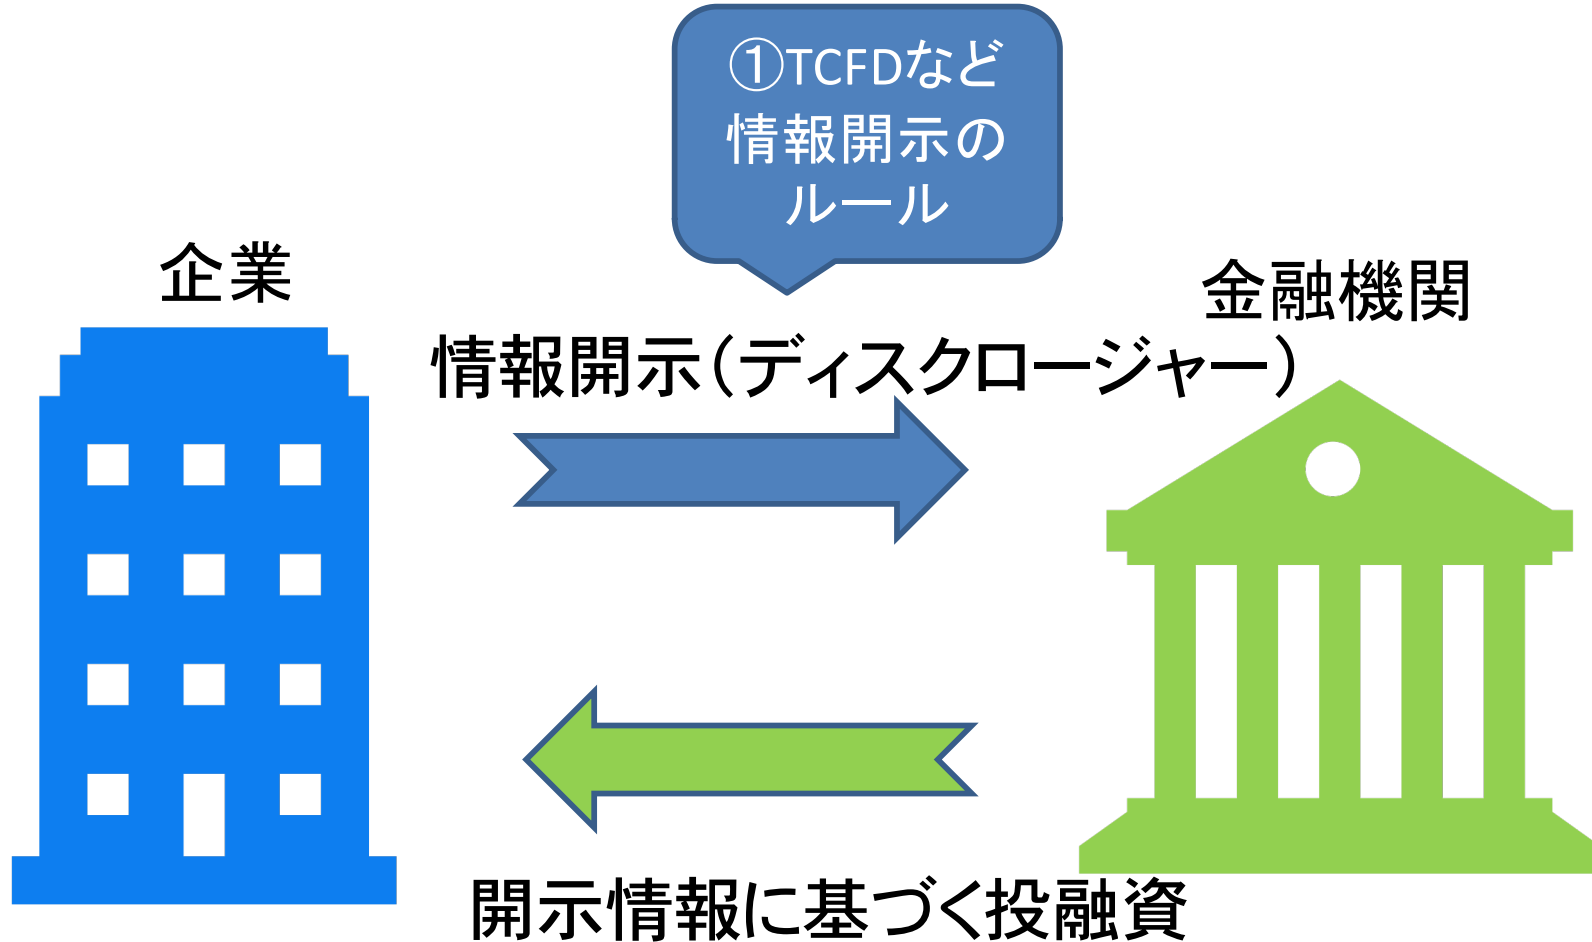 ①TCFDなど
情報開示の
ルール
企業
金融機関
情報開示（ディスクロージャー）
開示情報に基づく投融資